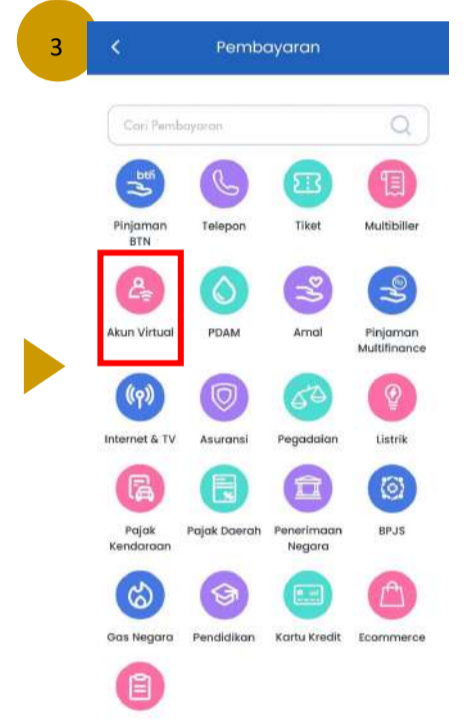 3
Pembayaran
Cari Pembayaran
btn
Pinjaman
BTN
Telepon
Tiket
Multibiller
Akun Virtual
PDAM
Amal
Pinjaman
Multifinance
Internet & TV
Asuransi
Pegadaian
Listrik
Pajak
Kendaraan
Pajak Daerah
Penerimaan
Negara
BPJS
Gas Negara
Pendidikan
Kartu Kredit
Ecommerce